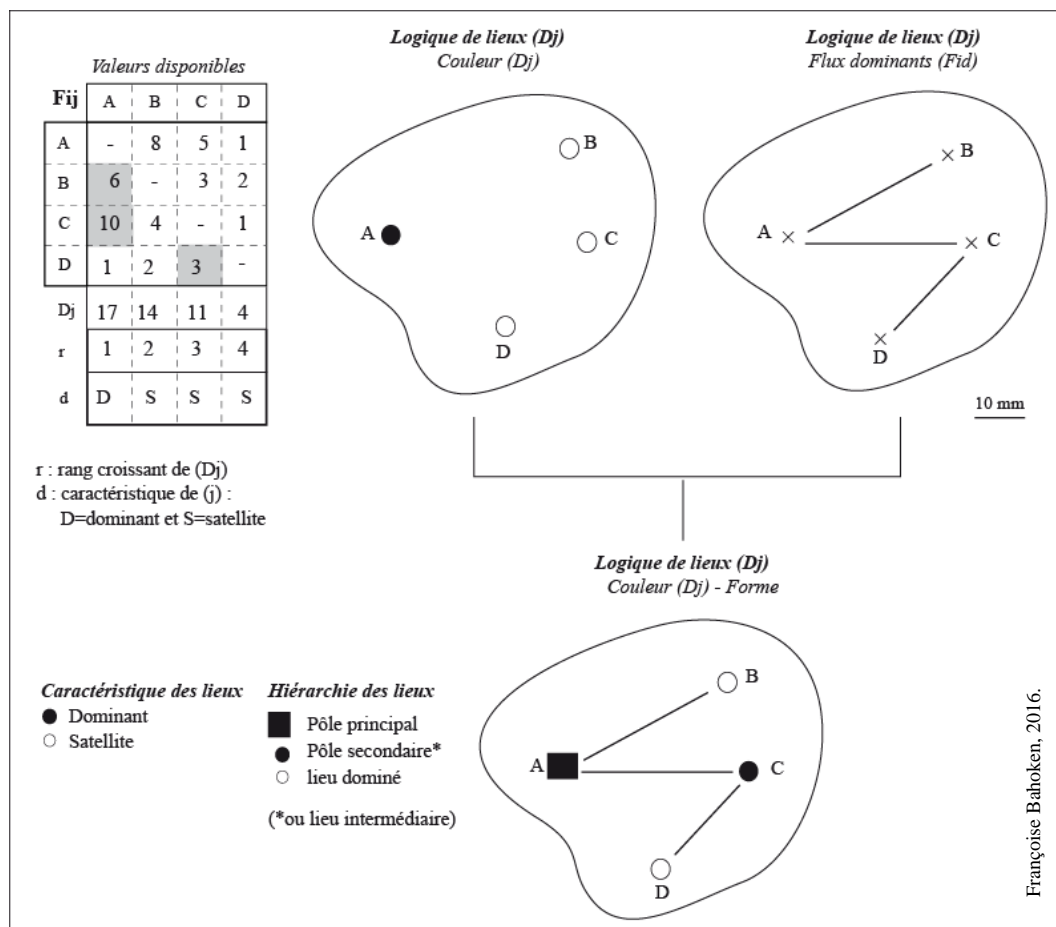 Valeurs disponibles
Fij A B C D
A - 8 5 1
B 6 - 3 2
C 10 4 - 1
D 1 2 3 -
Dj 17 14 11 4
r 1 2 3 4
d D S S S
r : rang croissant de (Dj)
d : caractéristique de (j) :
D=dominant et S=satellite
Logique de lieux (Dj)
Couleur (Dj)
B
A
C
D
Logique de lieux (Dj)
Flux dominants (Fid)
B
A
C
D
10 mm
Logique de lieux (Dj)
Couleur (Dj) - Forme
B
A
C
D
Caractéristique des lieux
Dominant
Satellite
Hiérarchie des lieux
Pôle principal
Pôle secondaire*
lieu dominé
(*ou lieu intermédiaire)
Françoise Bahoken, 2016.